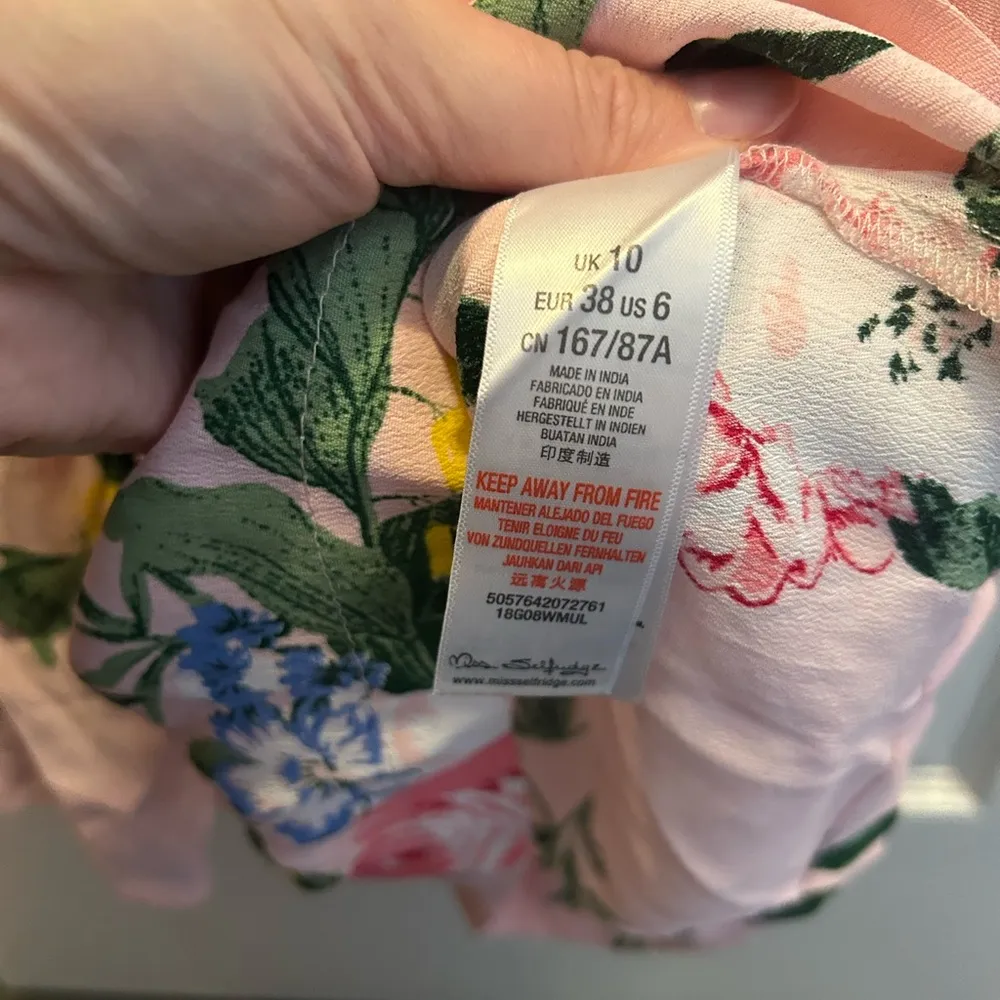 UK 10
EUR 38 US 6
CN 167/87A
MADE IN INDIA
FABRICADO EN INDIA
FABRIQUÉ EN INDE
HERGESTELLT IN INDIEN
BUATAN INDIA
印度制造
KEEP AWAY FROM FIRE
MANTENER ALEJADO DEL FUEGO
TENIR ELOIGNE DU FEU
VON ZUNDQUELLEN FERNHALTEN
JAUHKAN DARI API
远离火源
5057642072761
18G08WMUL
Miss Selfridge
www.missselfridge.com